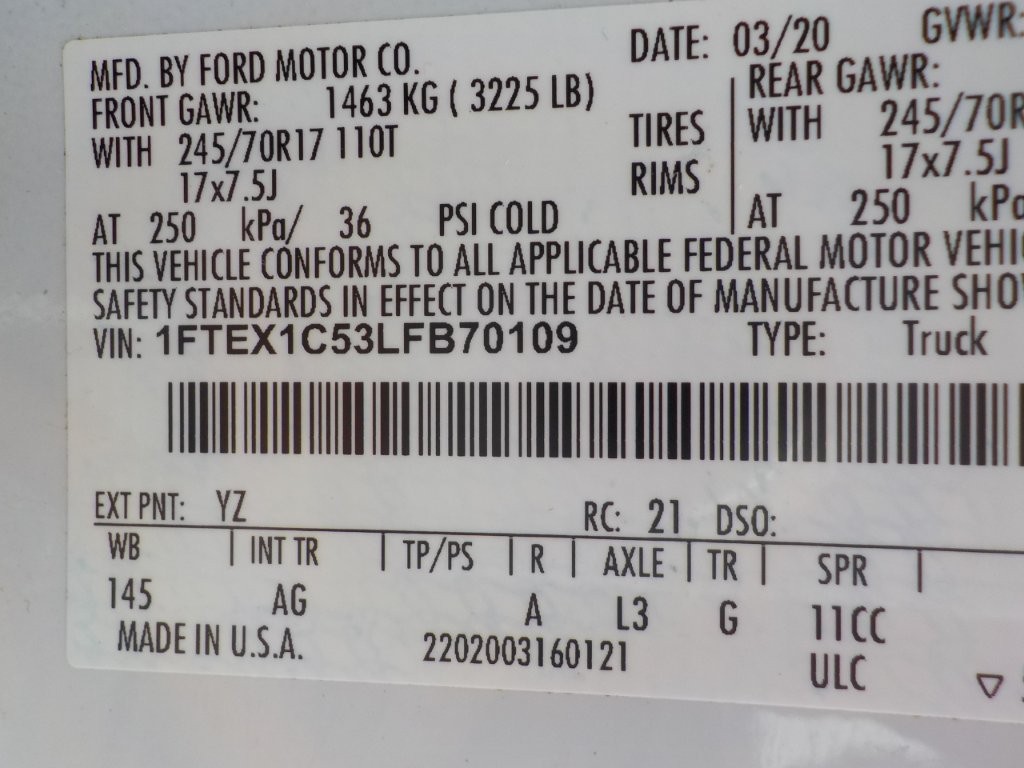 MFD. BY FORD MOTOR CO. DATE: 03/20 GVWR:
FRONT GAWR: 1463 KG ( 3225 LB) REAR GAWR:
WITH 245/70R17 110T TIRES WITH 245/70R
17x7.5J RIMS 17x7.5J
AT 250 kPa/ 36 PSI COLD AT 250 kPa
THIS VEHICLE CONFORMS TO ALL APPLICABLE FEDERAL MOTOR VEHIC
SAFETY STANDARDS IN EFFECT ON THE DATE OF MANUFACTURE SHO
VIN: 1FTEX1C53LFB70109 TYPE: Truck
EXT PNT: YZ RC: 21 DSO:
WB INT TR TP/PS R AXLE TR SPR
145 AG A L3 G 11CC
MADE IN U.S.A. 2202003160121 ULC